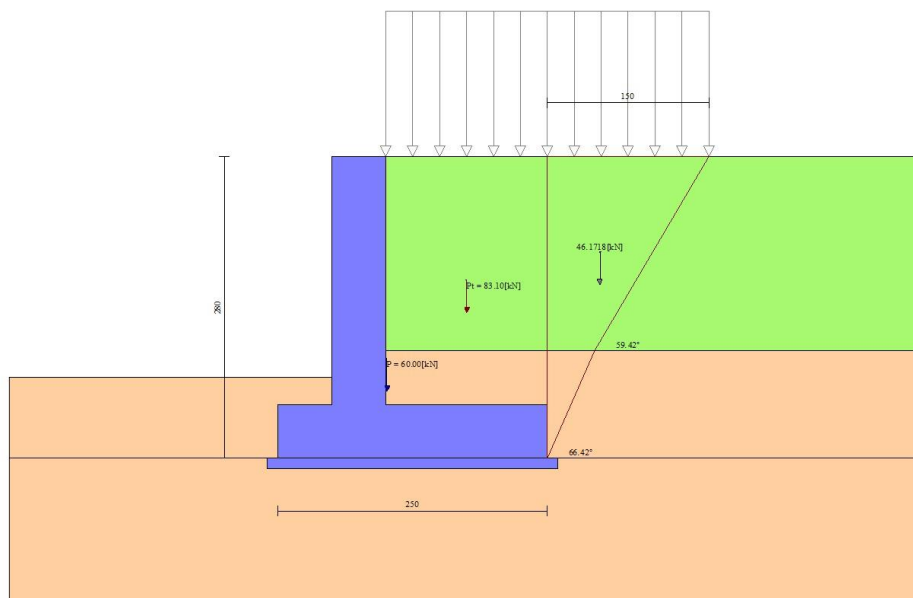 150
46.1718[kN]
Pt = 83.10[kN]
280
59.42°
P = 60.00[kN]
66.42°
250